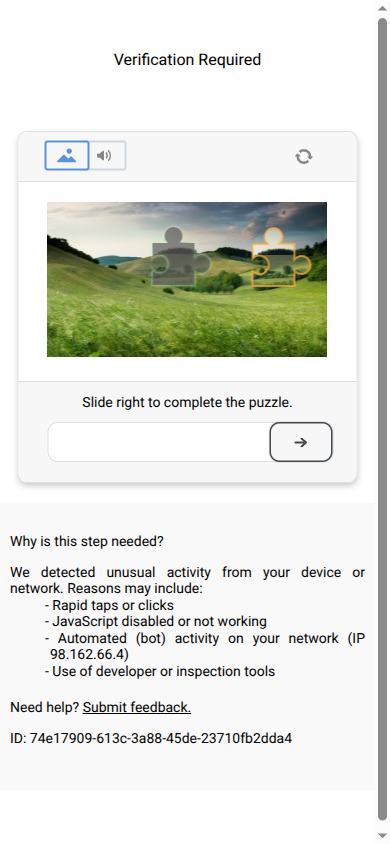 Verification Required
Slide right to complete the puzzle.
Why is this step needed?
We detected unusual activity from your device or
network. Reasons may include:
- Rapid taps or clicks
- JavaScript disabled or not working
- Automated (bot) activity on your network (IP
98.162.66.4)
- Use of developer or inspection tools
Need help? Submit feedback.
ID: 74e17909-613c-3a88-45de-23710fb2dda4